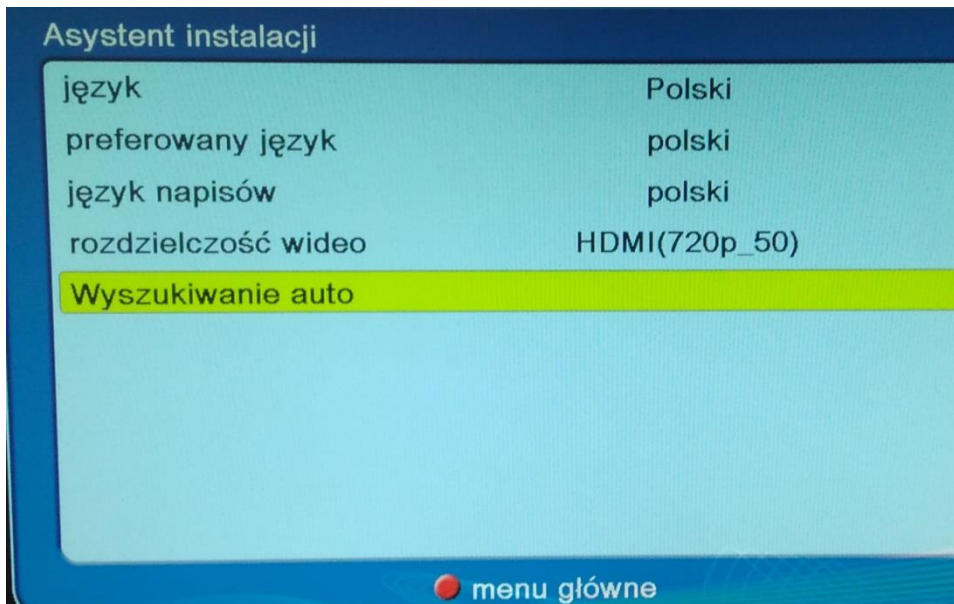 Asystent instalacji
język Polski
preferowany język polski
język napisów polski
rozdzielczość wideo HDMI(720p_50)
Wyszukiwanie auto
menu główne